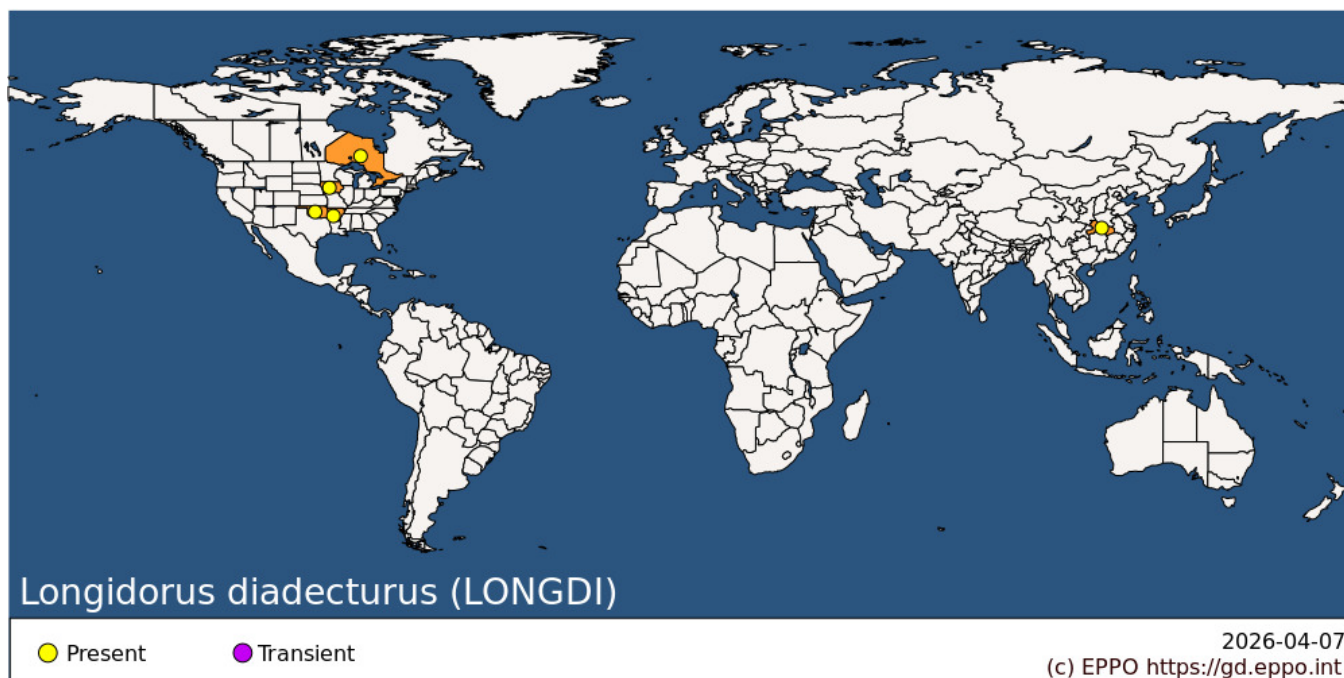 Longidorus diadecturus (LONGDI)
Present
Transient
2026-04-07
(c) EPPO https://gd.eppo.int